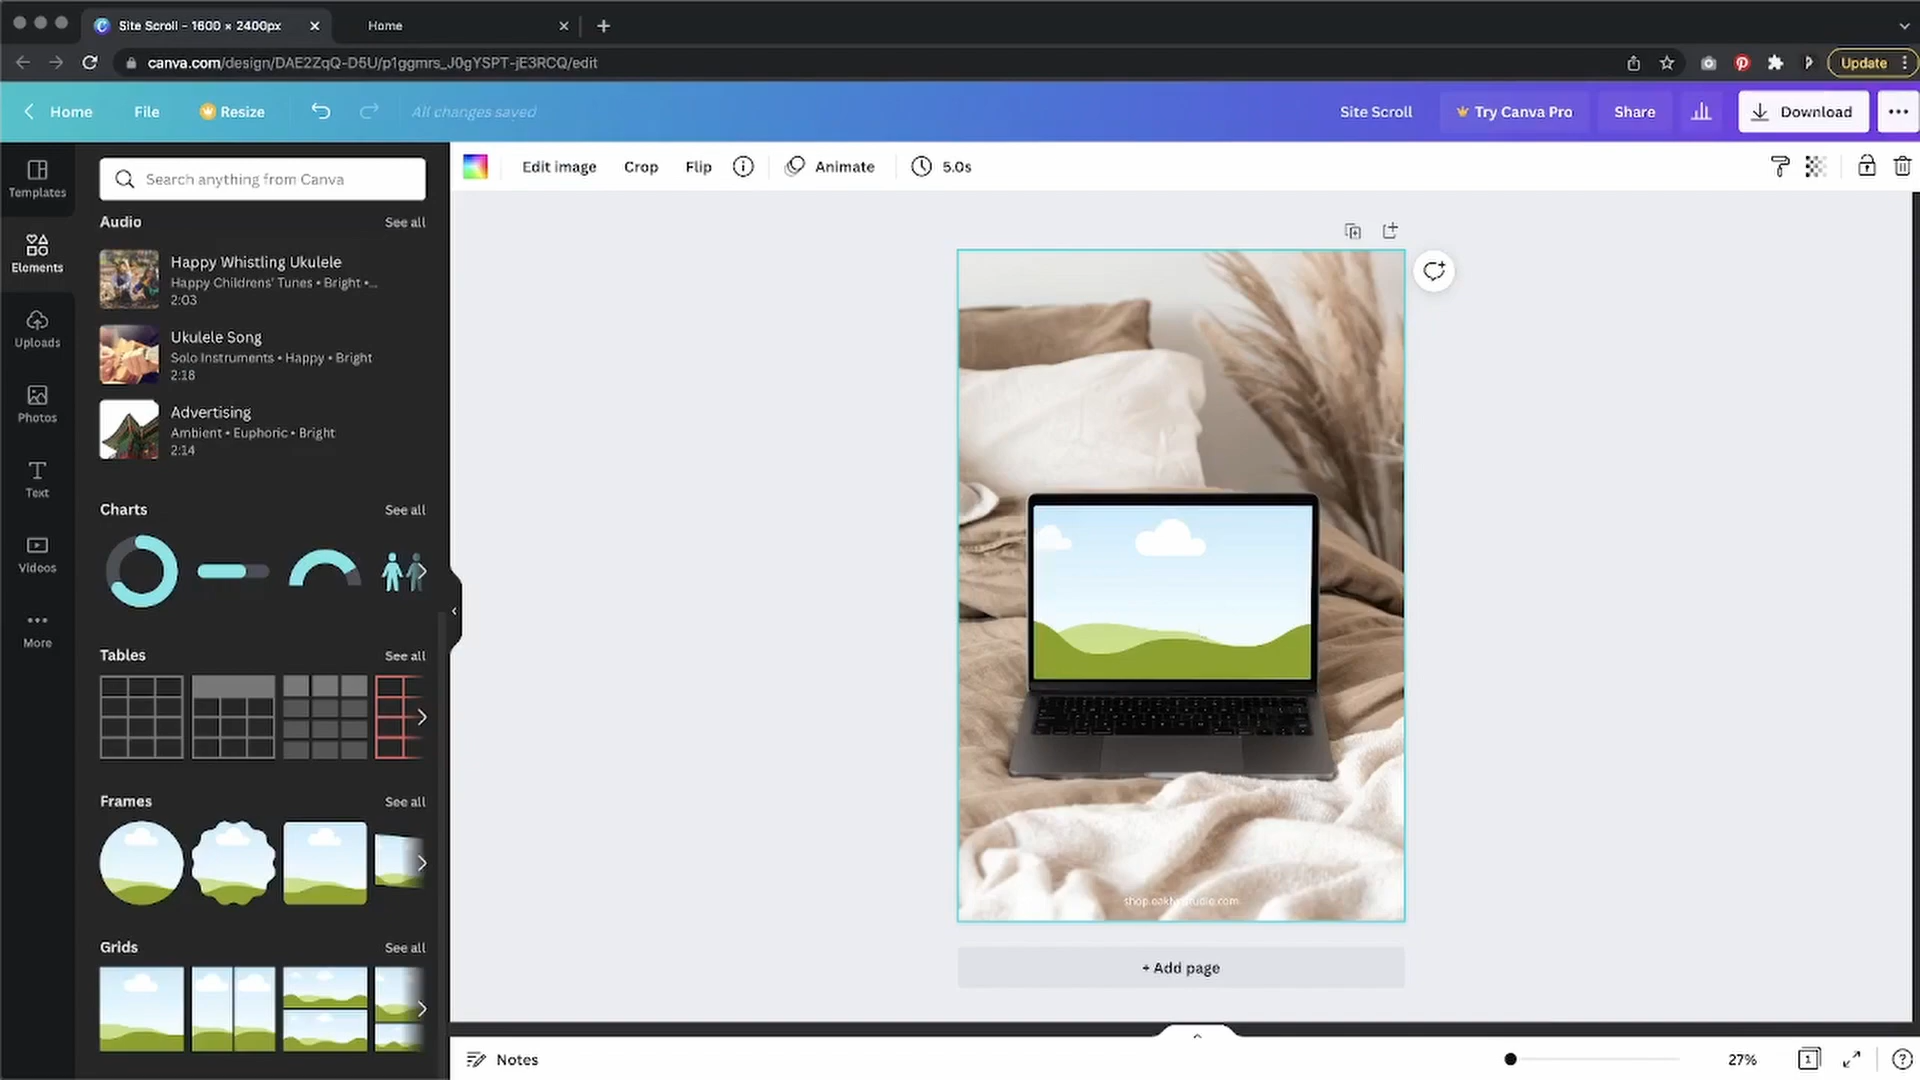 Site Scroll - 1600 × 2400px
Home
canva.com/design/DAE2ZqQ-D5U/p1ggmrs_J0gYSPT-jE3RCQ/edit
Update
Home
File
Resize
All changes saved
Site Scroll
Try Canva Pro
Share
Download
Templates
Elements
Uploads
Photos
Text
Videos
More
Search anything from Canva
Audio
See all
Happy Whistling Ukulele
Happy Childrens' Tunes • Bright •...
2:03
Ukulele Song
Solo Instruments • Happy • Bright
2:18
Advertising
Ambient • Euphoric • Bright
2:14
Charts
See all
Tables
See all
Frames
See all
Grids
See all
Edit image
Crop
Flip
Animate
5.0s
+ Add page
Notes
27%
1